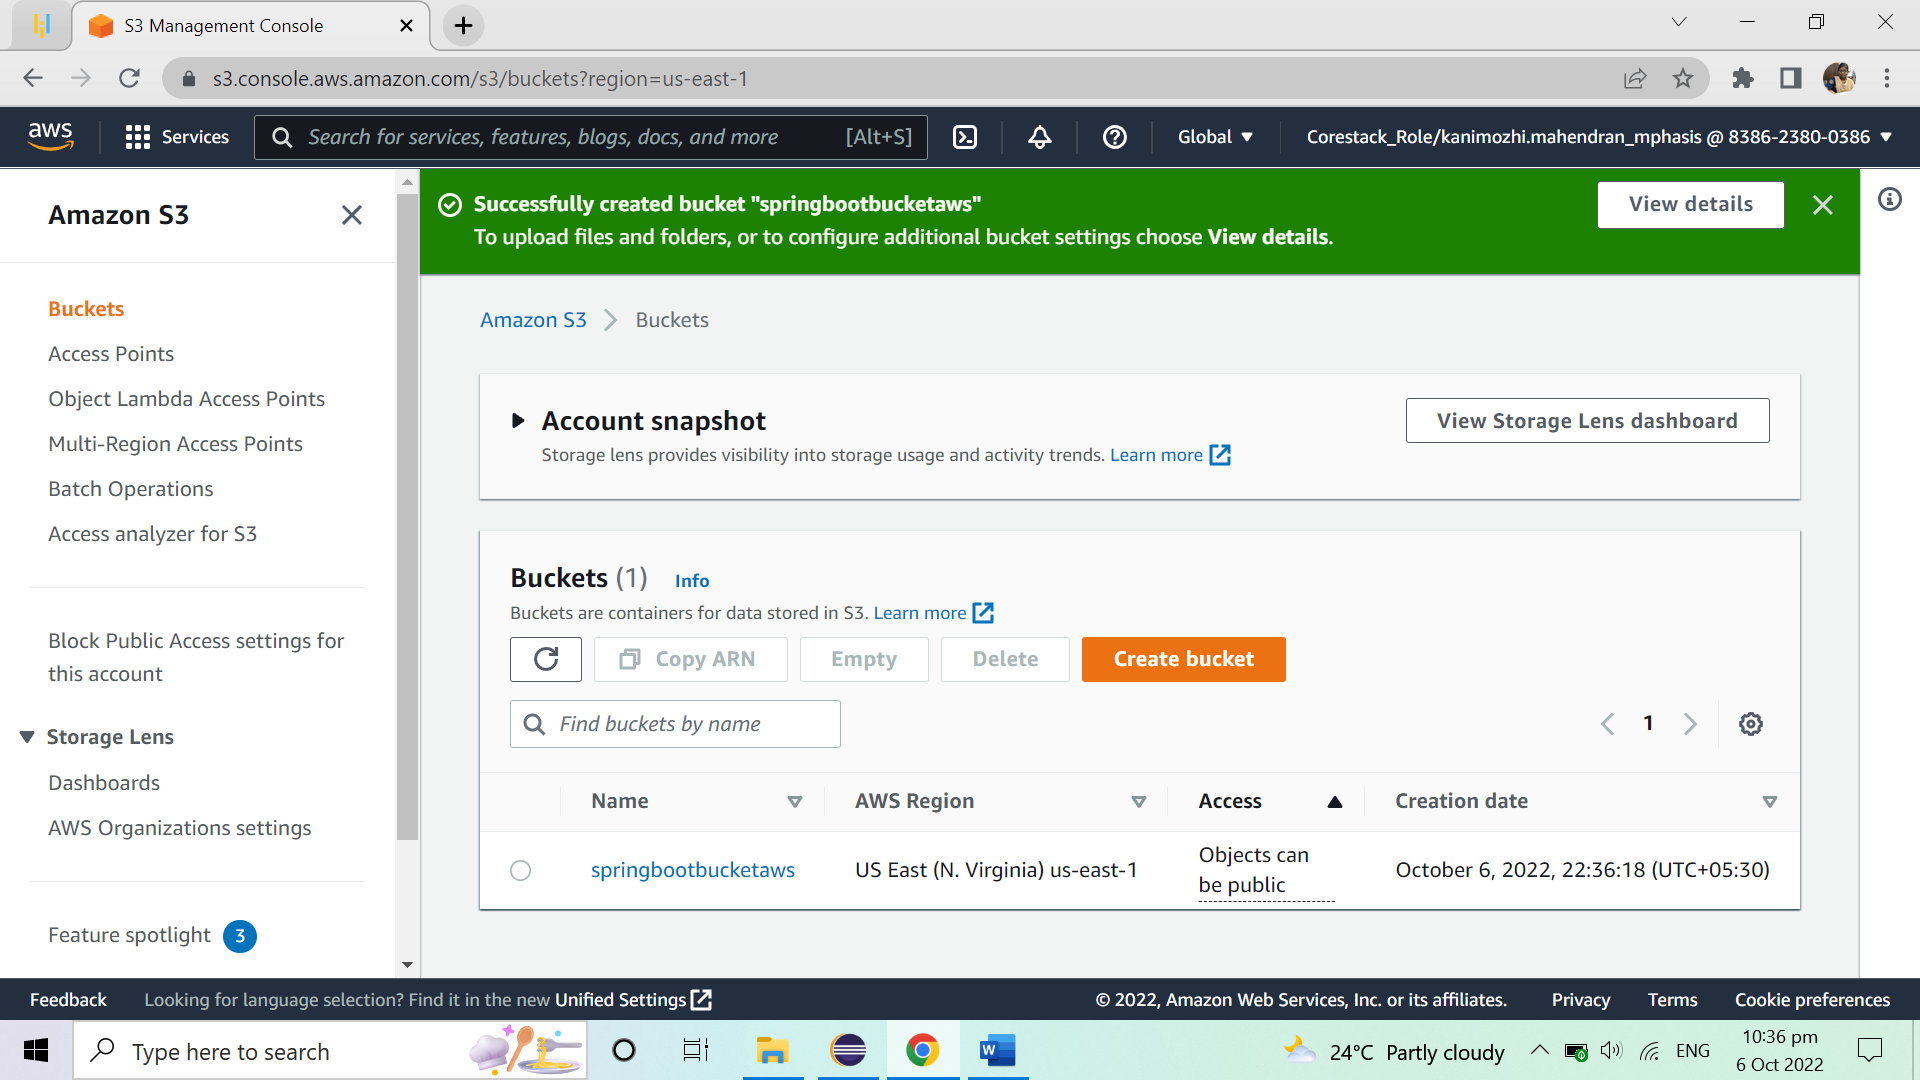 S3 Management Console
s3.console.aws.amazon.com/s3/buckets?region=us-east-1
aws
Services
Search for services, features, blogs, docs, and more
[Alt+S]
Global
Corestack_Role/kanimozhi.mahendran_mphasis @ 8386-2380-0386
Amazon S3
Buckets
Access Points
Object Lambda Access Points
Multi-Region Access Points
Batch Operations
Access analyzer for S3
Block Public Access settings for
this account
Storage Lens
Dashboards
AWS Organizations settings
Feature spotlight 3
Successfully created bucket "springbootbucketaws"
To upload files and folders, or to configure additional bucket settings choose View details.
View details
Amazon S3
Buckets
Account snapshot
Storage lens provides visibility into storage usage and activity trends. Learn more
View Storage Lens dashboard
Buckets (1) Info
Buckets are containers for data stored in S3. Learn more
Copy ARN
Empty
Delete
Create bucket
Find buckets by name
1
Name
AWS Region
Access
Creation date
springbootbucketaws
US East (N. Virginia) us-east-1
Objects can
be public
October 6, 2022, 22:36:18 (UTC+05:30)
Feedback
Looking for language selection? Find it in the new Unified Settings
© 2022, Amazon Web Services, Inc. or its affiliates.
Privacy
Terms
Cookie preferences
Type here to search
W
24°C Partly cloudy
ENG
10:36 pm
6 Oct 2022